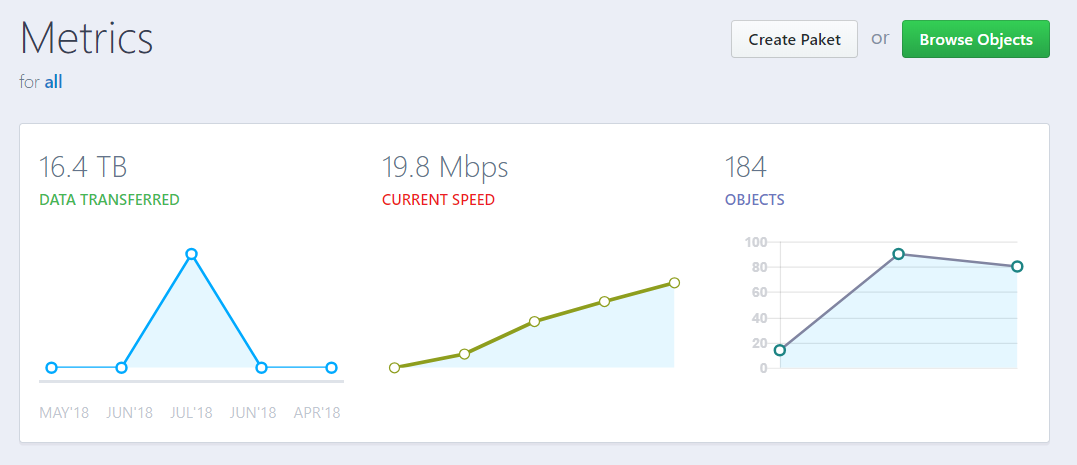 Metrics
Create Paket or Browse Objects
for all
16.4 TB
DATA TRANSFERRED
19.8 Mbps
CURRENT SPEED
184
OBJECTS
MAY'18 JUN'18 JUL'18 JUN'18 APR'18
100
80
60
40
20
0